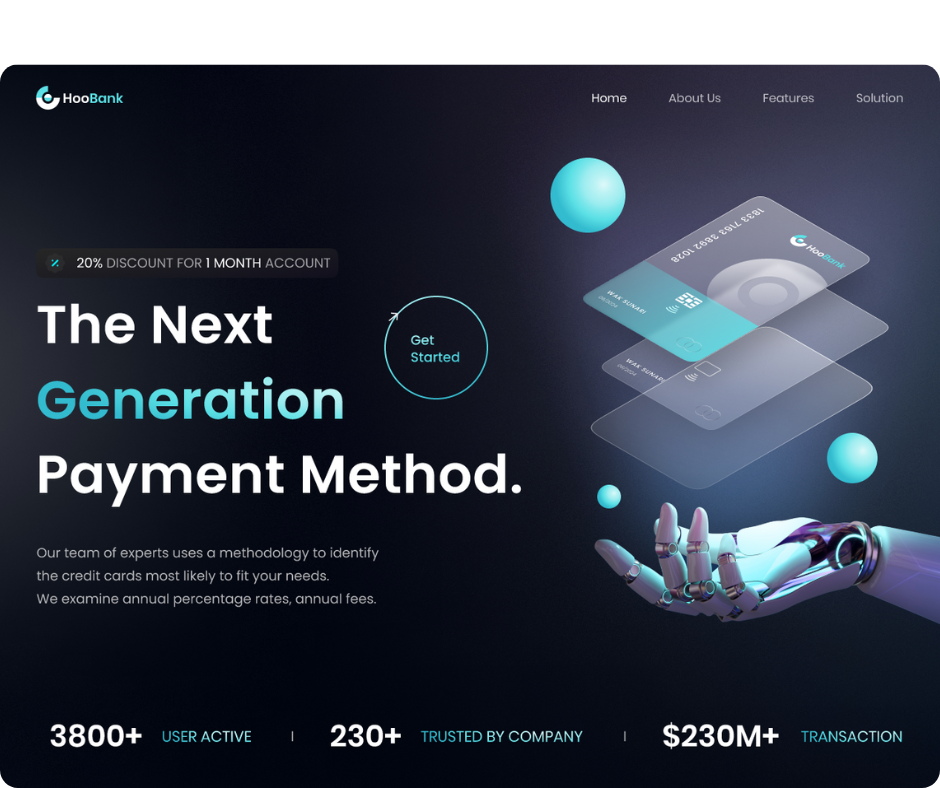 HooBank
Home About Us Features Solution
20% DISCOUNT FOR 1 MONTH ACCOUNT
The Next
Generation
Payment Method.
Get
Started
Our team of experts uses a methodology to identify
the credit cards most likely to fit your needs.
We examine annual percentage rates, annual fees.
1833 7163 3892 1028
HooBank
WAK SUNARI
WAK SUNARI
3800+ USER ACTIVE | 230+ TRUSTED BY COMPANY | $230M+ TRANSACTION